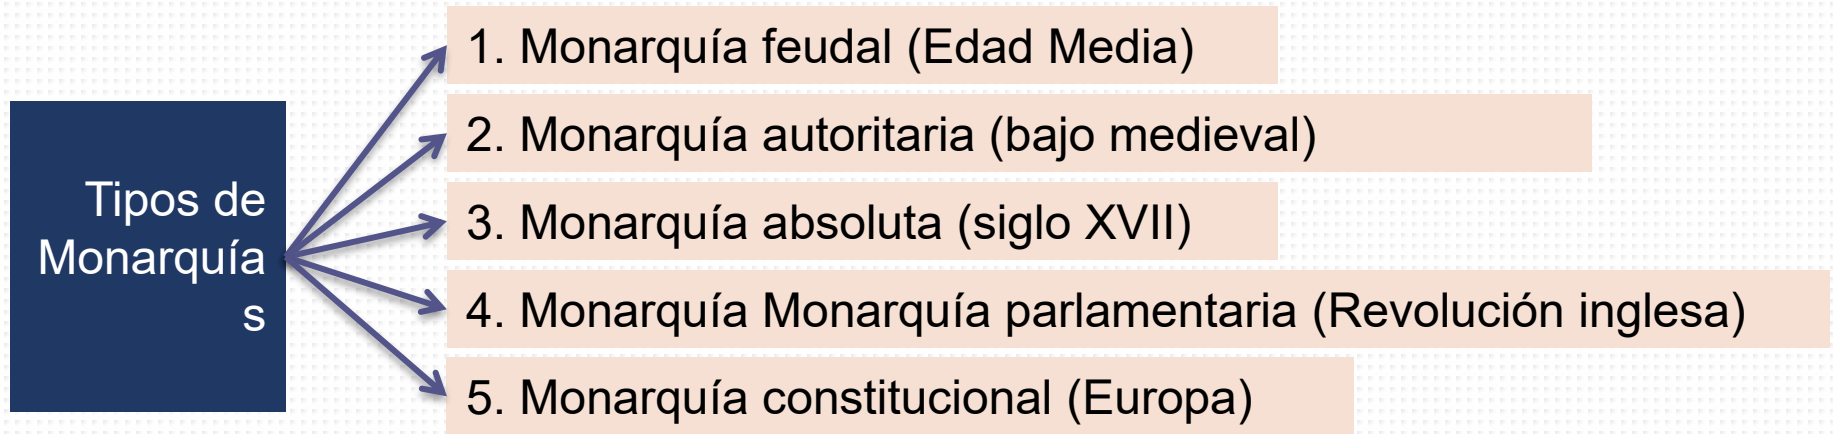 Tipos de
Monarquía
s
1. Monarquía feudal (Edad Media)
2. Monarquía autoritaria (bajo medieval)
3. Monarquía absoluta (siglo XVII)
4. Monarquía Monarquía parlamentaria (Revolución inglesa)
5. Monarquía constitucional (Europa)